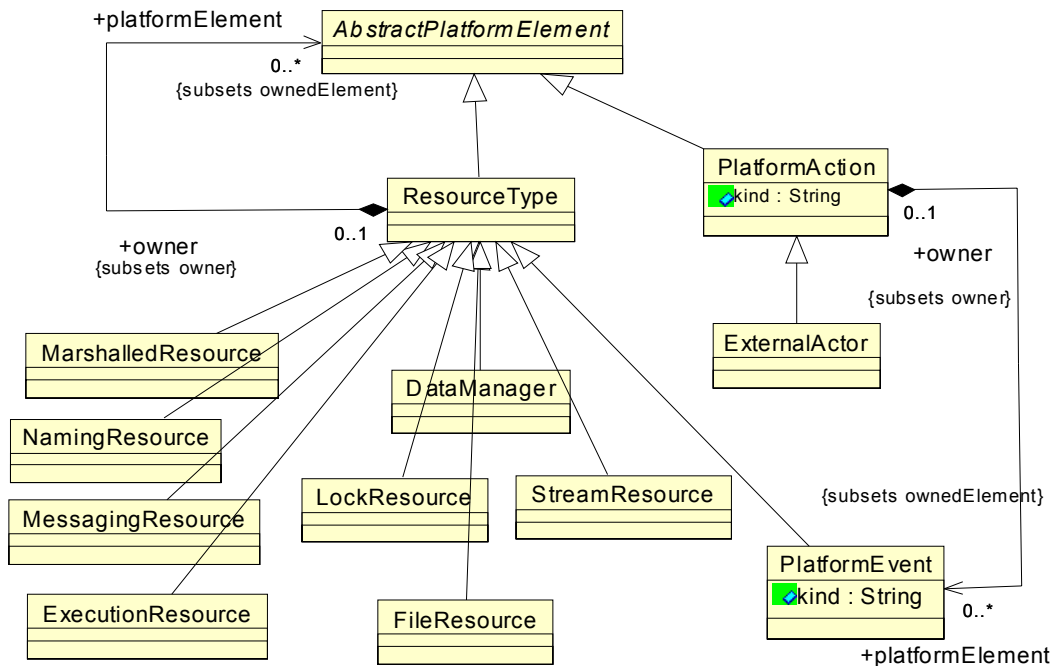 +platformElement
AbstractPlatformElement
0..*
{subsets ownedElement}
PlatformAction
kind : String
ResourceType
0..1
0..1
+owner
{subsets owner}
+owner
{subsets owner}
MarshalledResource
ExternalActor
DataManager
NamingResource
LockResource
StreamResource
{subsets ownedElement}
MessagingResource
PlatformEvent
kind : String
ExecutionResource
FileResource
0..*
+platformElement